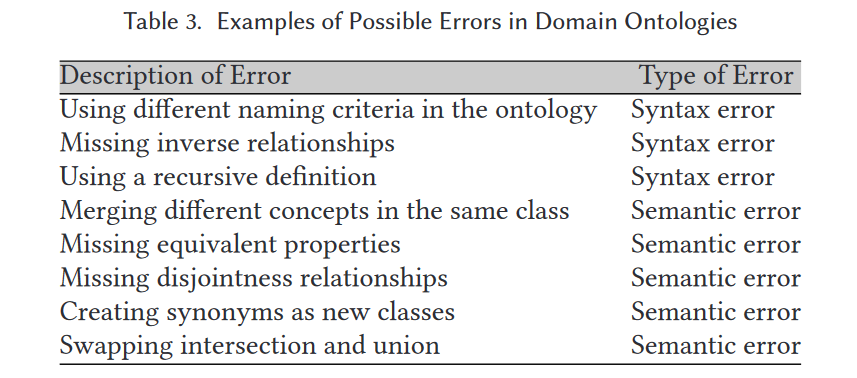 Table 3. Examples of Possible Errors in Domain Ontologies
Description of Error Type of Error
Using different naming criteria in the ontology Syntax error
Missing inverse relationships Syntax error
Using a recursive definition Syntax error
Merging different concepts in the same class Semantic error
Missing equivalent properties Semantic error
Missing disjointness relationships Semantic error
Creating synonyms as new classes Semantic error
Swapping intersection and union Semantic error